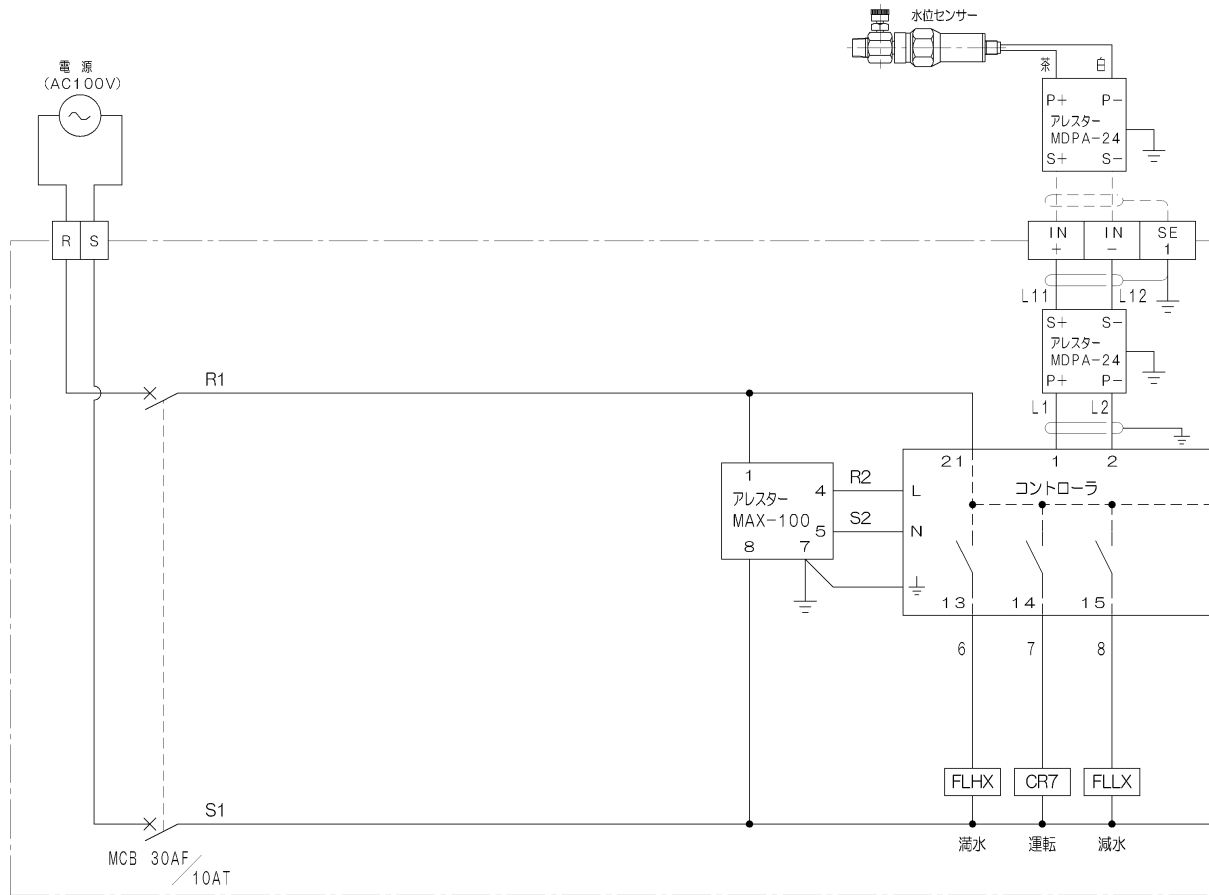 水位センサー
電 源
(AC100V)
茶 白
P+ P-
アレスター
MDPA-24
S+ S-
R S
IN IN SE
+ - 1
L11 L12
S+ S-
アレスター
MDPA-24
P+ P-
R1
L1 L2
21 1 2
コントローラ
1
アレスター
MAX-100
4 R2 L
5 S2 N
8 7
13 14 15
6 7 8
FLHX CR7 FLLX
S1
満水 運転 減水
MCB 30AF/10AT